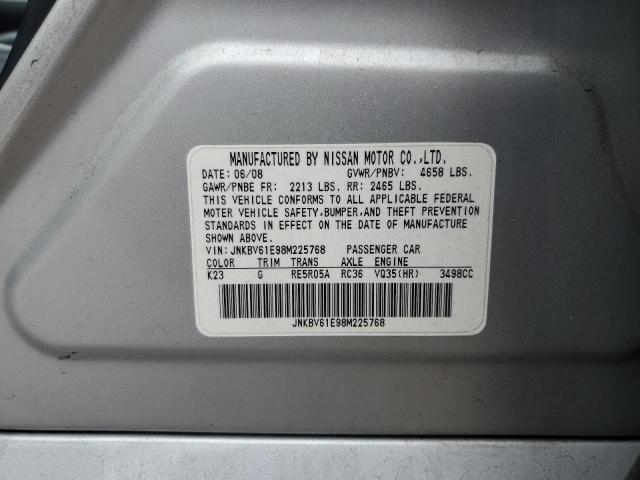 MANUFACTURED BY NISSAN MOTOR CO.,LTD.
DATE: 06/08 GVWR/PNBV: 4658 LBS.
GAWR/PNBE FR: 2213 LBS. RR: 2465 LBS.
THIS VEHICLE CONFORMS TO ALL APPLICABLE FEDERAL
MOTOR VEHICLE SAFETY,BUMPER,AND THEFT PREVENTION
STANDARDS IN EFFECT ON THE DATE OF MANUFACTURE
SHOWN ABOVE.
VIN: JNKBV61E98M225768 PASSENGER CAR
COLOR TRIM TRANS AXLE ENGINE
K23 G RE5R05A RC36 VQ35(HR) 3498CC
JNKBV61E98M225768